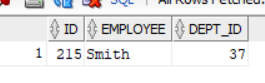 SQL | All Rows Fetched:
ID EMPLOYEE DEPT_ID
1 215 Smith 37